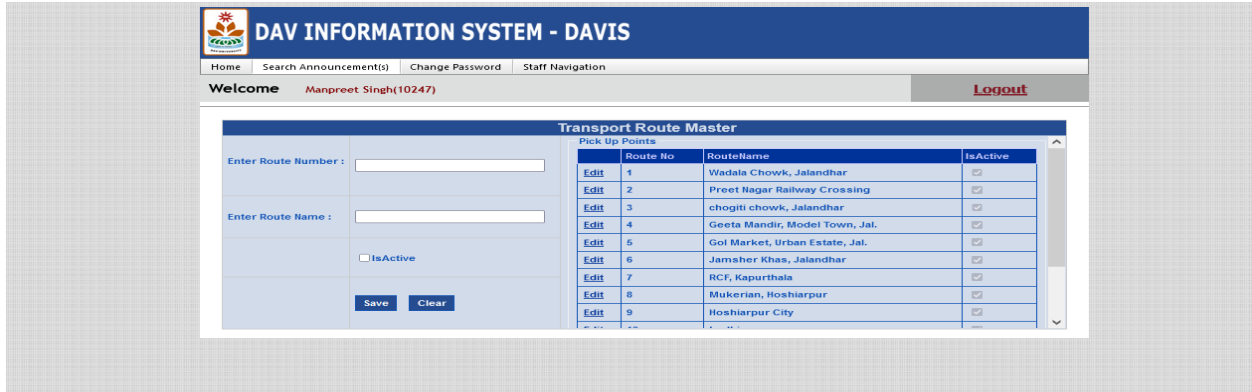 DAV INFORMATION SYSTEM - DAVIS
Home Search Announcement(s) Change Password Staff Navigation
Welcome Manpreet Singh(10247) Logout
Transport Route Master
Pick Up Points
Enter Route Number :
Enter Route Name :
IsActive
Save Clear
Route No RouteName IsActive
Edit 1 Wadala Chowk, Jalandhar
Edit 2 Preet Nagar Railway Crossing
Edit 3 chogiti chowk, Jalandhar
Edit 4 Geeta Mandir, Model Town, Jal.
Edit 5 Gol Market, Urban Estate, Jal.
Edit 6 Jamsher Khas, Jalandhar
Edit 7 RCF, Kapurthala
Edit 8 Mukerian, Hoshiarpur
Edit 9 Hoshiarpur City